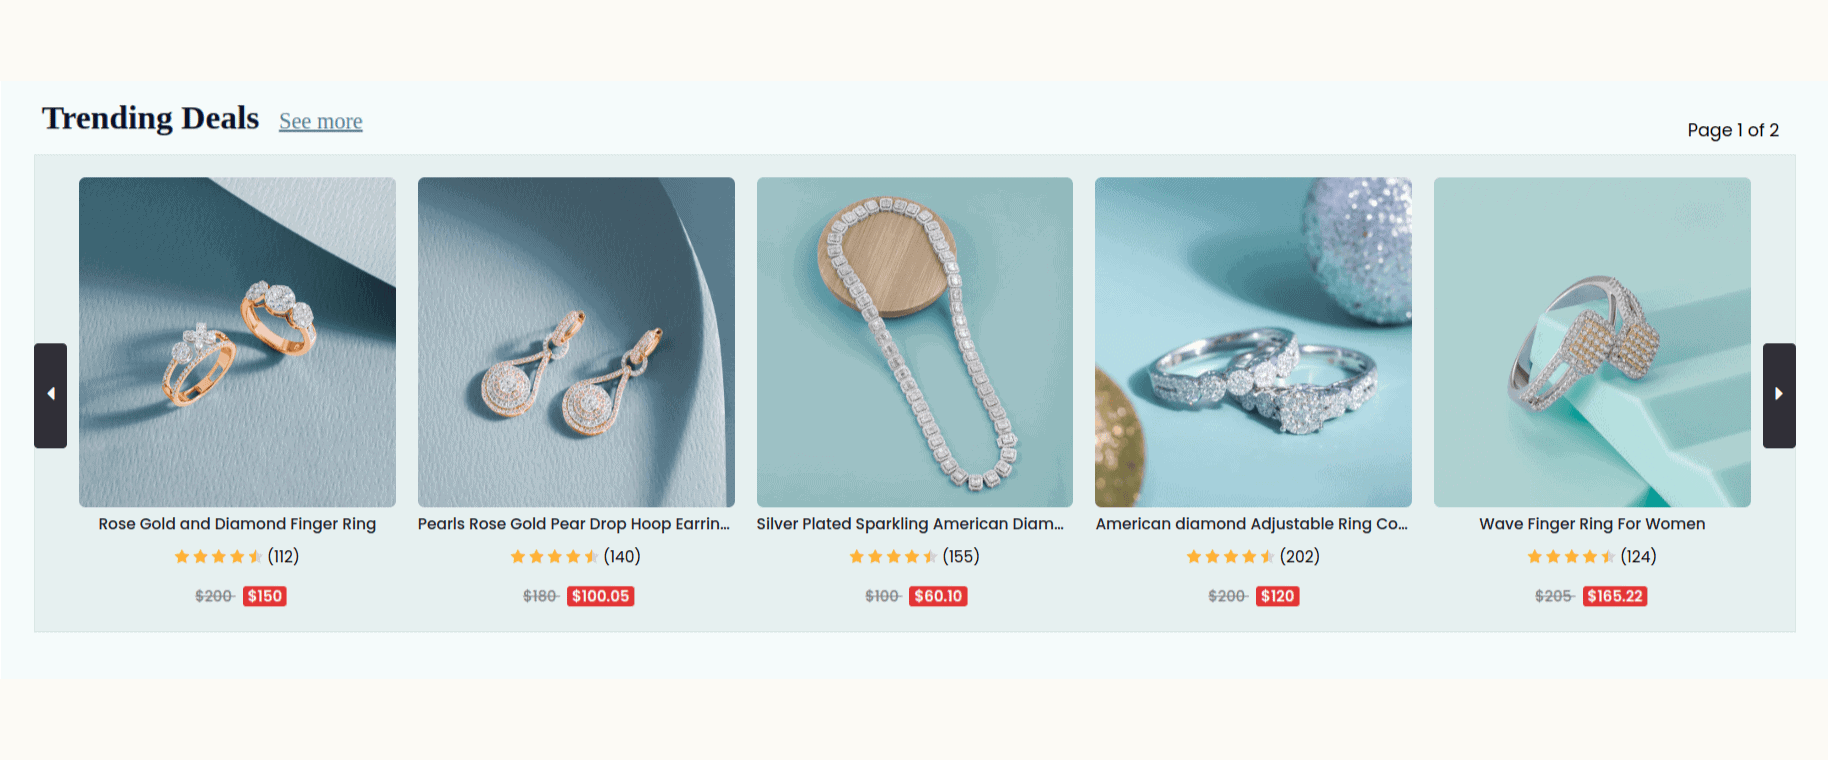 Trending Deals See more
Page 1 of 2
Rose Gold and Diamond Finger Ring
(112)
$200 $150
Pearls Rose Gold Pear Drop Hoop Earrin...
(140)
$180 $100.05
Silver Plated Sparkling American Diam...
(155)
$100 $60.10
American diamond Adjustable Ring Co...
(202)
$200 $120
Wave Finger Ring For Women
(124)
$205 $165.22